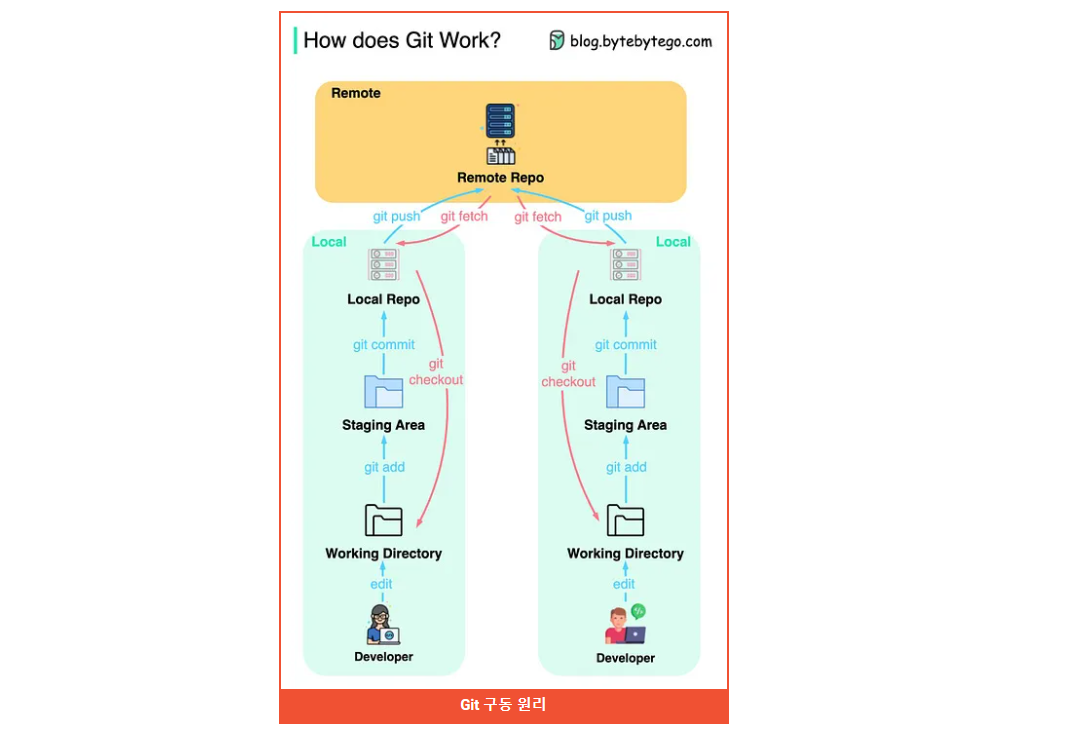 How does Git Work?
blog.bytebytego.com
Remote
Remote Repo
git push
git fetch
git fetch
git push
Local
Local
Local Repo
Local Repo
git commit
git commit
git
checkout
git
checkout
Staging Area
Staging Area
git add
git add
Working Directory
Working Directory
edit
edit
Developer
Developer
Git 구동 원리